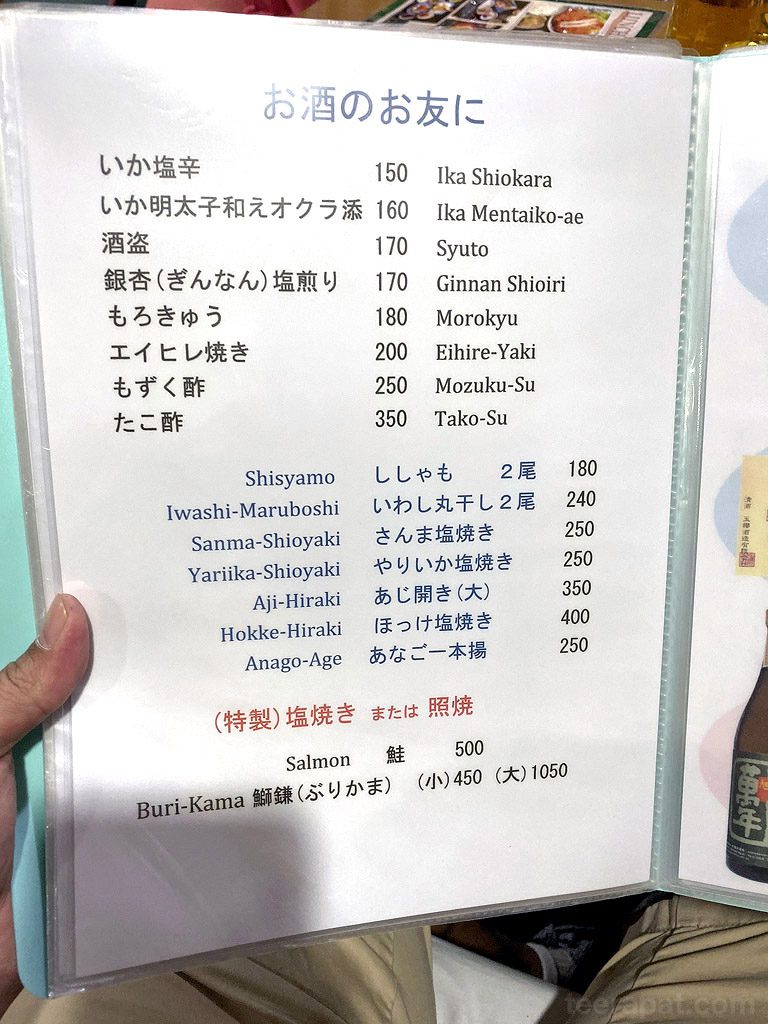 お酒のお友に
いか塩辛 150 Ika Shiokara
いか明太子和えオクラ添 160 Ika Mentaiko-ae
酒盗 170 Syuto
銀杏(ぎんなん)塩煎り 170 Ginnan Shioiri
もろきゅう 180 Morokyu
エイヒレ焼き 200 Eihire-Yaki
もずく酢 250 Mozuku-Su
たこ酢 350 Tako-Su
Shisyamo ししゃも 2尾 180
Iwashi-Maruboshi いわし丸干し2尾 240
Sanma-Shioyaki さんま塩焼き 250
Yariika-Shioyaki やりいか塩焼き 250
Aji-Hiraki あじ開き(大) 350
Hokke-Hiraki ほっけ塩焼き 400
Anago-Age あなご一本揚 250
(特製)塩焼き または 照焼
Salmon 鮭 500
Buri-Kama 鰤鎌(ぶりかま) (小)450 (大)1050
萬年
teerapat.com